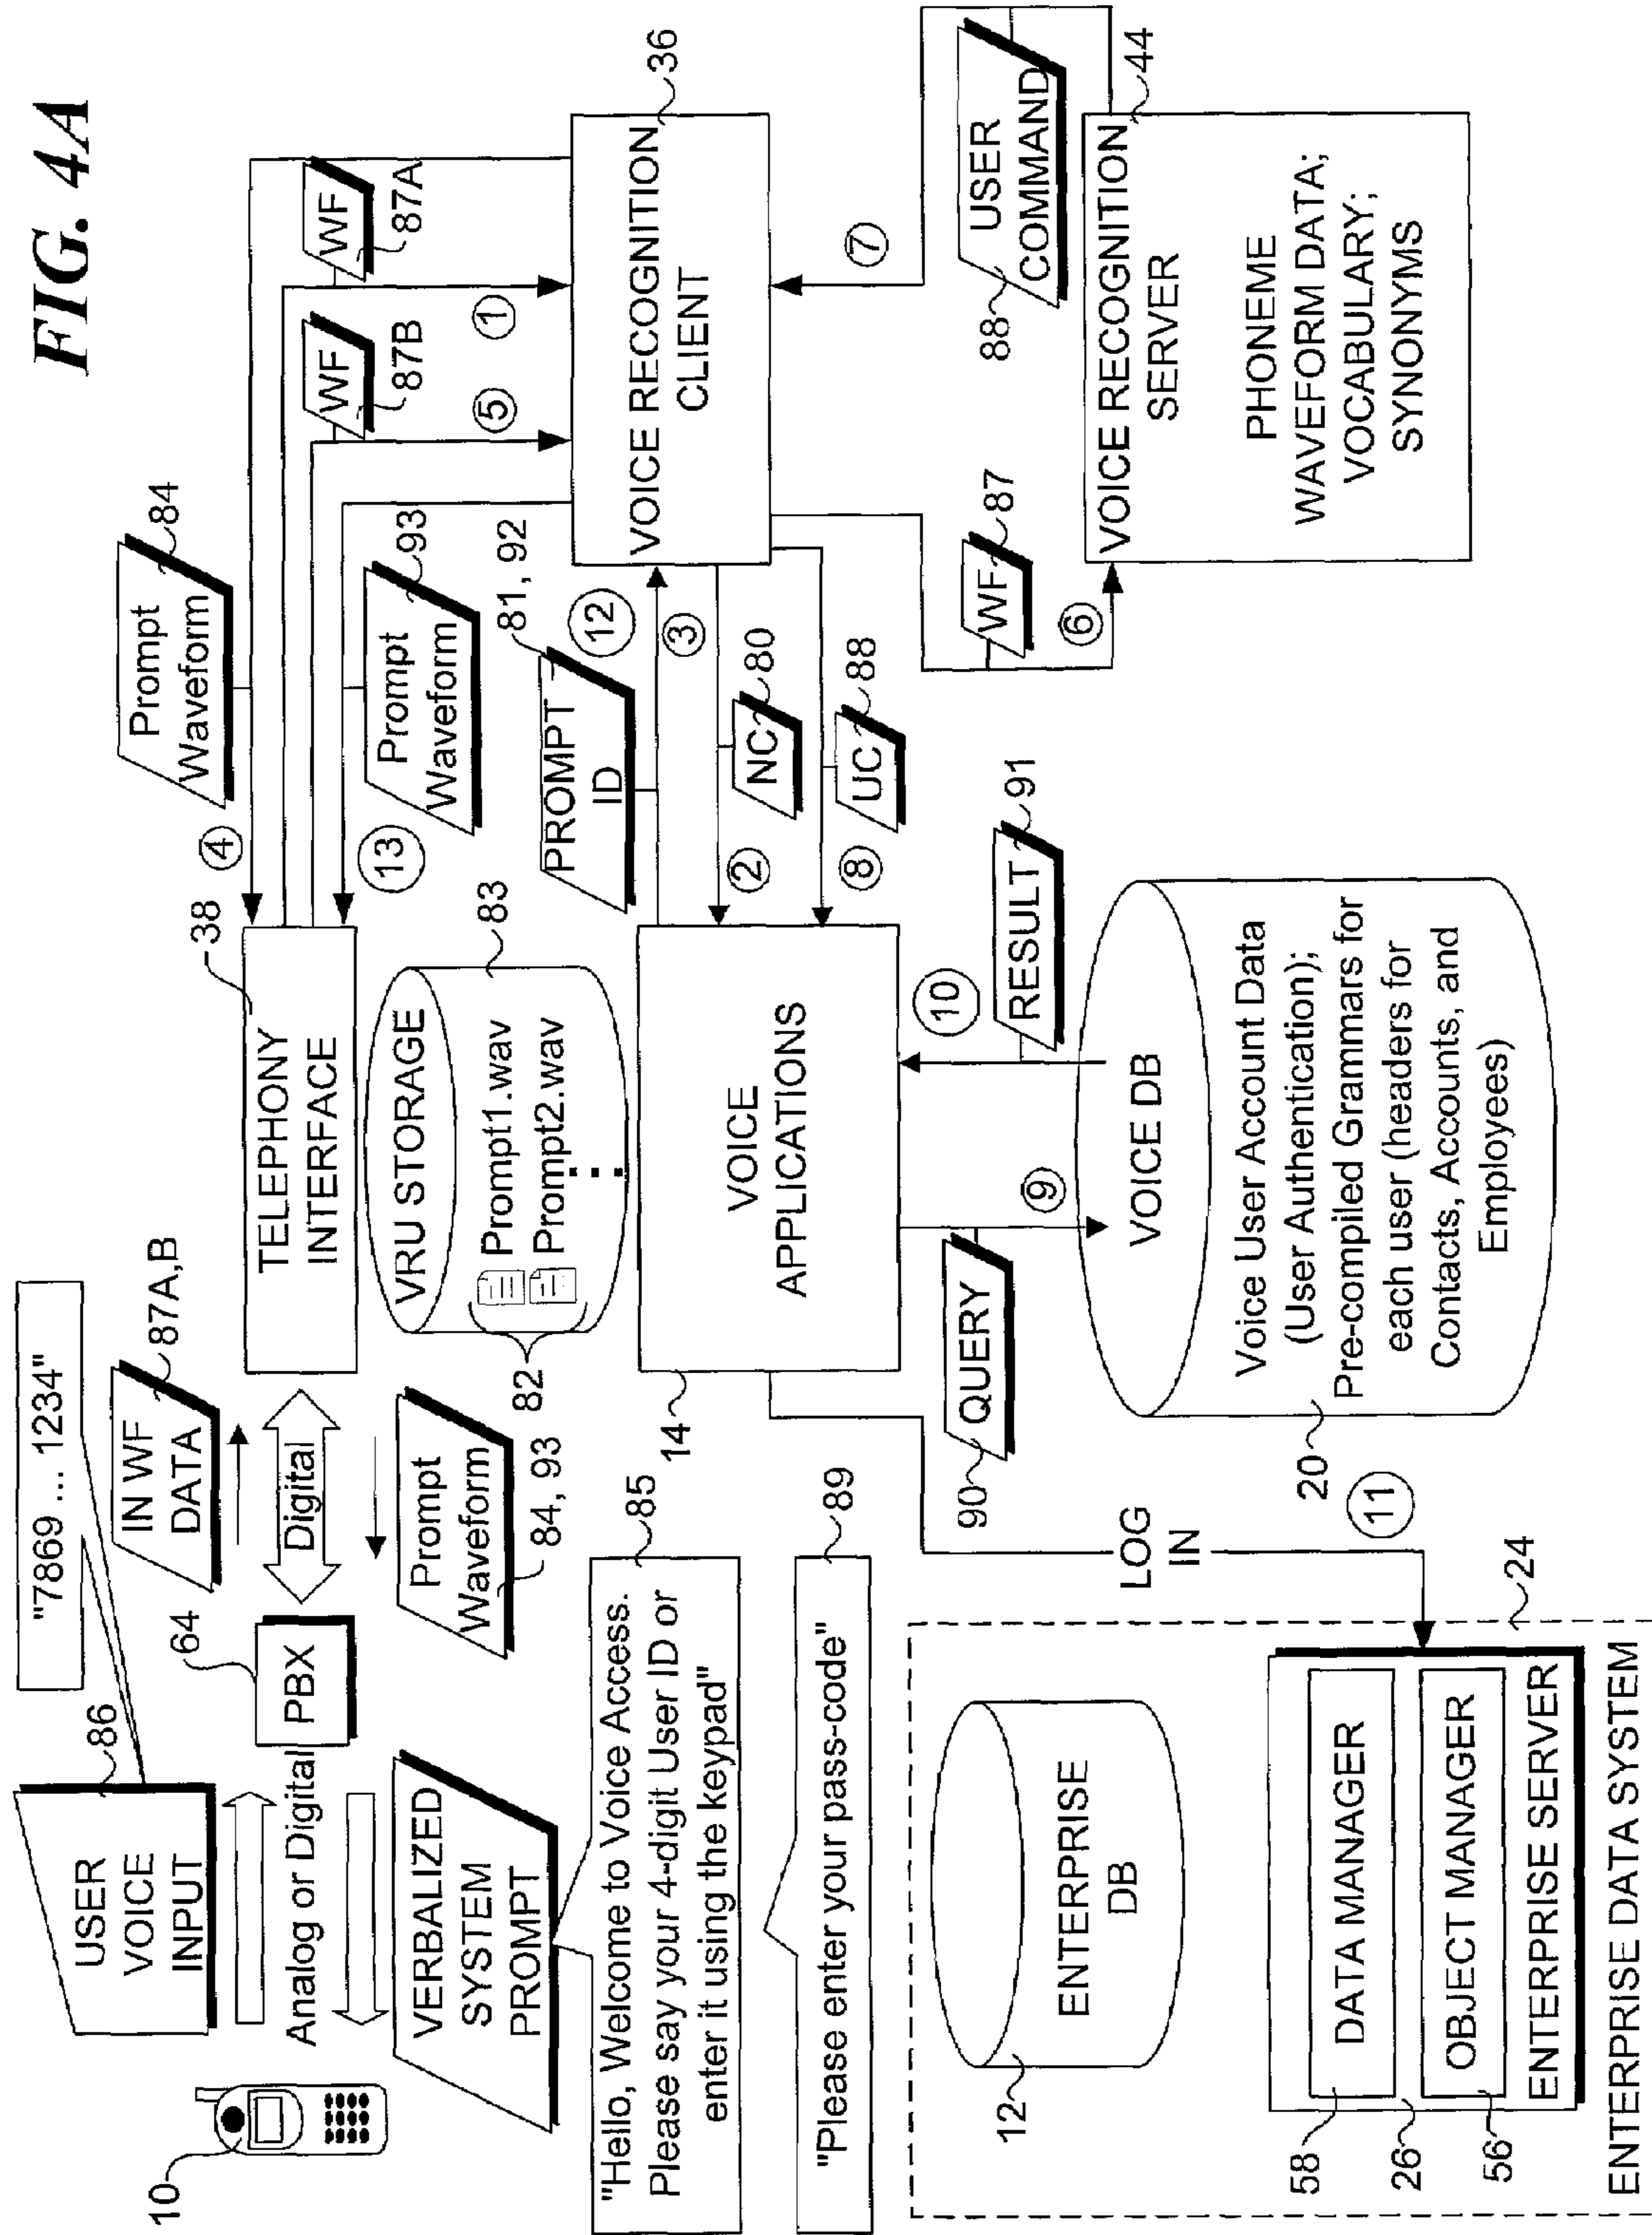 FIG. 4A
"7869 ... 1234"
USER
VOICE
INPUT
86
10
Analog or Digital
64
PBX
IN WF
DATA
87A,B
Digital
Prompt
Waveform
84, 93
VERBALIZED
SYSTEM
PROMPT
"Hello, Welcome to Voice Access.
Please say your 4-digit User ID or
enter it using the keypad"
85
"Please enter your pass-code"
89
38
TELEPHONY
INTERFACE
VRU STORAGE
Prompt1.wav
Prompt2.wav
82
83
4
Prompt
Waveform
84
13
Prompt
Waveform
93
WF
87A
1
WF
87B
5
VOICE RECOGNITION
CLIENT
36
PROMPT
ID
81, 92
12
3
2
NC
80
8
UC
88
VOICE
APPLICATIONS
14
WF
87
6
7
USER
COMMAND
88
VOICE RECOGNITION
SERVER
44
PHONEME
WAVEFORM DATA;
VOCABULARY;
SYNONYMS
QUERY
90
9
RESULT
91
10
VOICE DB
Voice User Account Data
(User Authentication);
Pre-compiled Grammars for
each user (headers for
Contacts, Accounts, and
Employees)
20
LOG
IN
11
ENTERPRISE
DB
12
DATA MANAGER
58
OBJECT MANAGER
56
ENTERPRISE SERVER
26
ENTERPRISE DATA SYSTEM
24